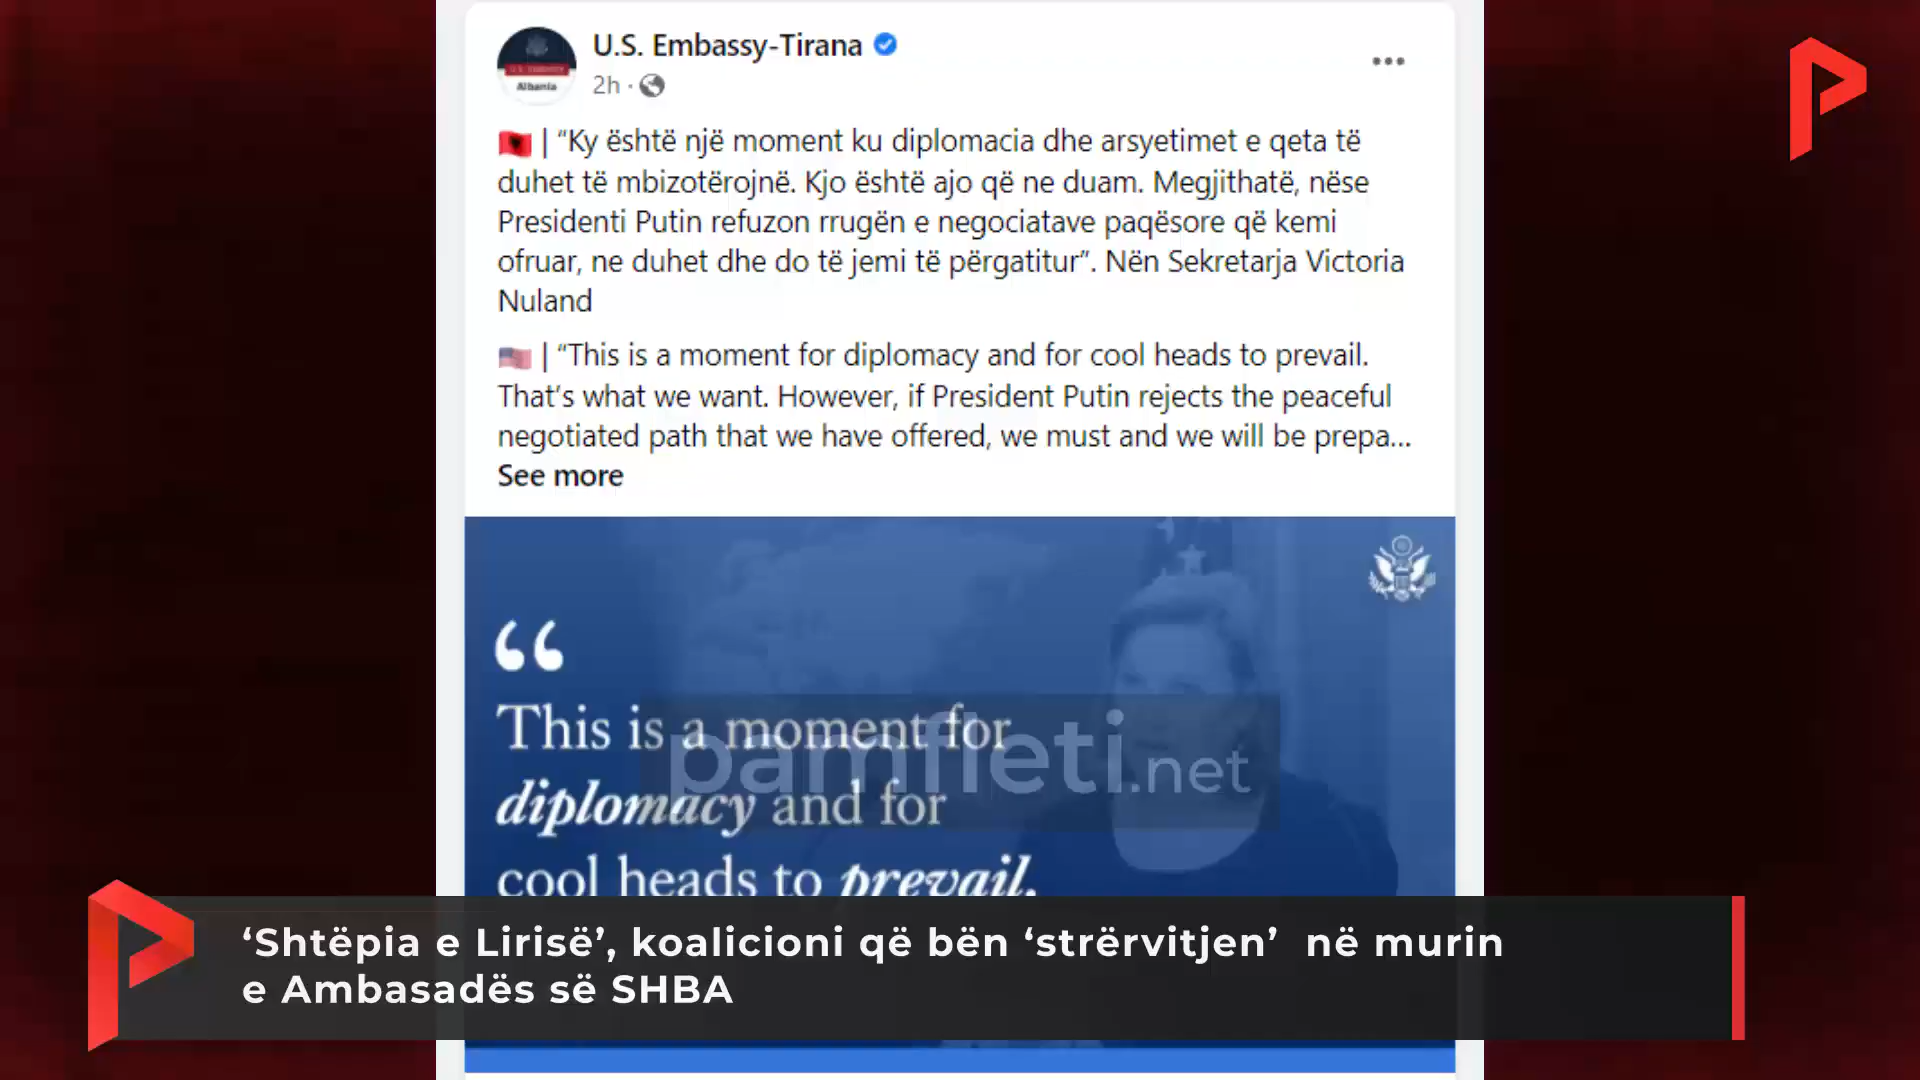 U.S. Embassy-Tirana
2h ·
U.S. EMBASSY
Albania
| “Ky është një moment ku diplomacia dhe arsyetimet e qeta të
duhet të mbizotërojnë. Kjo është ajo që ne duam. Megjithatë, nëse
Presidenti Putin refuzon rrugën e negociatave paqësore që kemi
ofruar, ne duhet dhe do të jemi të përgatitur”. Nën Sekretarja Victoria
Nuland
| “This is a moment for diplomacy and for cool heads to prevail.
That’s what we want. However, if President Putin rejects the peaceful
negotiated path that we have offered, we must and we will be prepa...
See more
“
This is a moment for
diplomacy and for
cool heads to prevail.
pamfleti.net
‘Shtëpia e Lirisë’, koalicioni që bën ‘strërvitjen’ në murin
e Ambasadës së SHBA